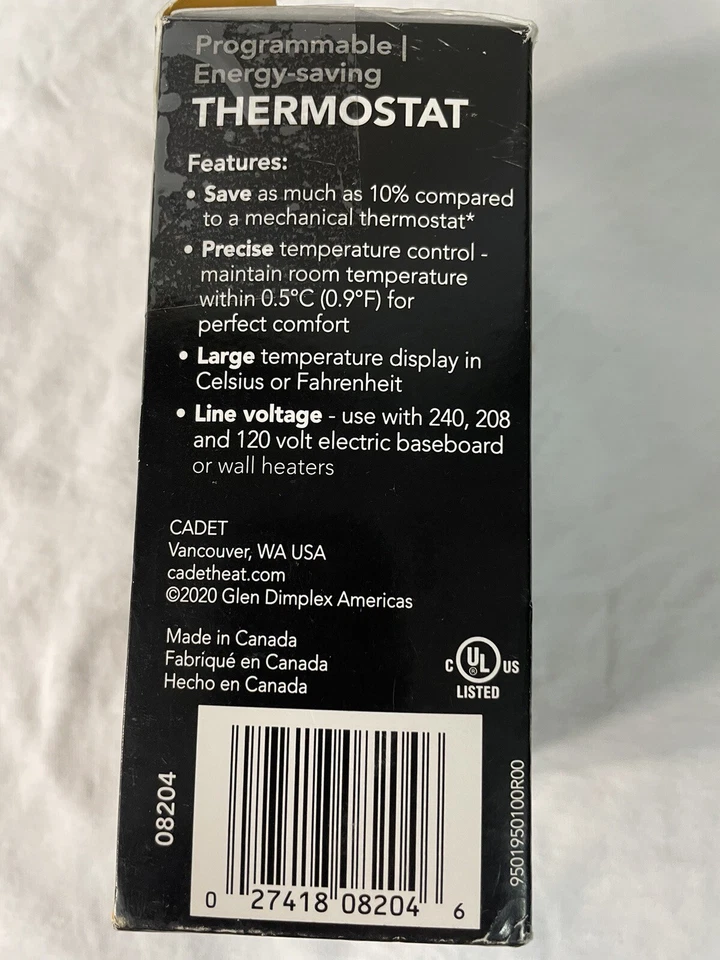 Programmable |
Energy-saving
THERMOSTAT
Features:
• Save as much as 10% compared
to a mechanical thermostat*
• Precise temperature control -
maintain room temperature
within 0.5°C (0.9°F) for
perfect comfort
• Large temperature display in
Celsius or Fahrenheit
• Line voltage - use with 240, 208
and 120 volt electric baseboard
or wall heaters
CADET
Vancouver, WA USA
cadetheat.com
©2020 Glen Dimplex Americas
Made in Canada
Fabriqué en Canada
Hecho en Canada
C UL ® US
LISTED
08204
0 27418 08204 6
9501950100R00